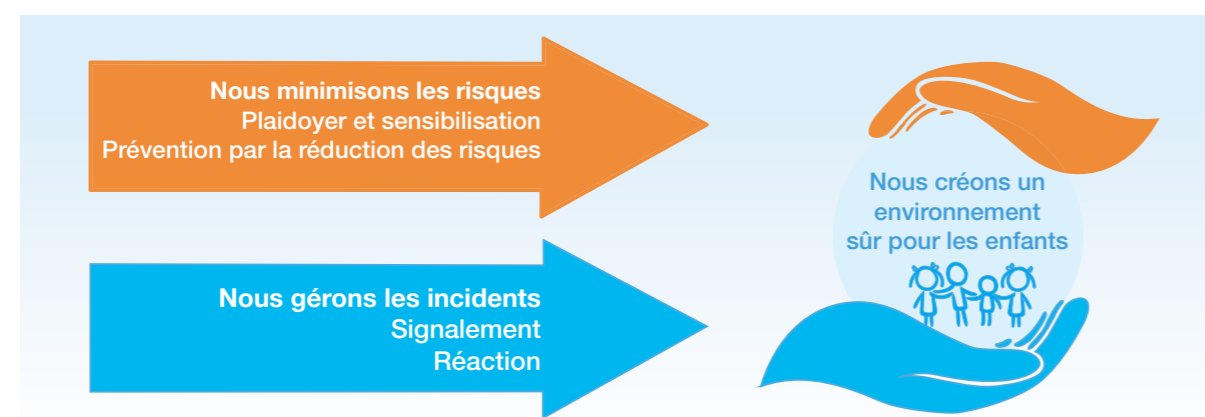 Nous minimisons les risques
Plaidoyer et sensibilisation
Prévention par la réduction des risques
Nous gérons les incidents
Signalement
Réaction
Nous créons un
environnement
sûr pour les enfants